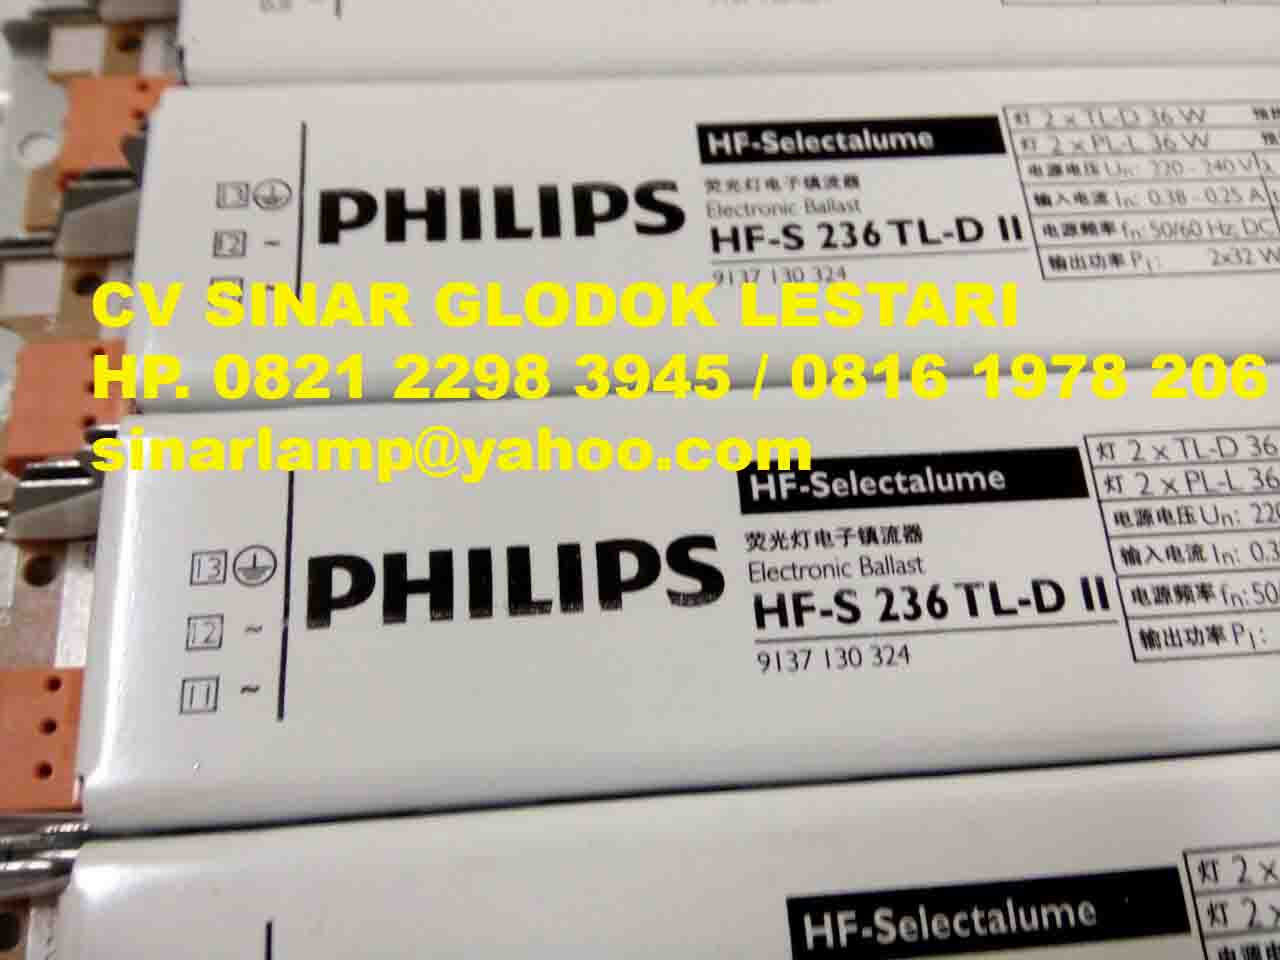 灯 2 x TL-D 36 W
HF-Selectalume
灯 2 x PL-L 36 W
电源电压 Un: 220 - 240 V
荧光灯电子镇流器
输入电流 In: 0.38 - 0.25 A
13
PHILIPS
Electronic Ballast
HF-S 236 TL-D II
电源频率 fn: 50/60 Hz, DC
12 ~
输出功率 P1: 2x32 W
9137 130 324
CV SINAR GLODOK LESTARI
HP. 0821 2298 3945 / 0816 1978 206
sinarlamp@yahoo.com
灯 2 x TL-D 36
HF-Selectalume
灯 2 x PL-L 36
电源电压 Un: 220
荧光灯电子镇流器
输入电流 In: 0.3
13
PHILIPS
Electronic Ballast
HF-S 236 TL-D II
电源频率 fn: 50
12 ~
输出功率 P1:
9137 130 324
11 ~
灯 2 x
HF-Selectalume
灯 2